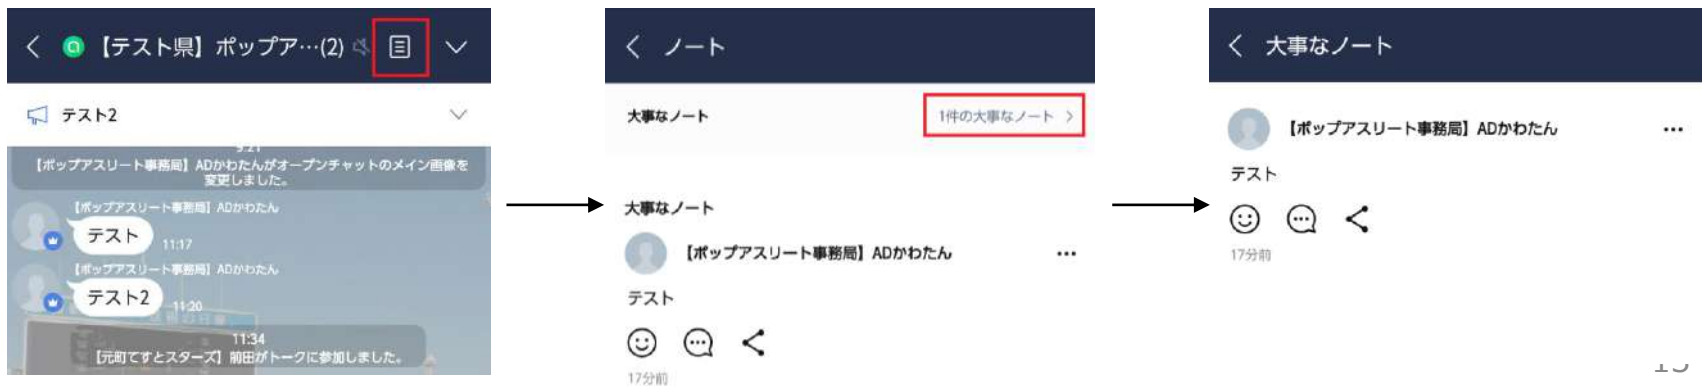 【テスト県】ポップア…(2)
テスト2
9:21
【ポップアスリート事務局】ADかわたんがオープンチャットのメイン画像を
変更しました。
【ポップアスリート事務局】ADかわたん
テスト
11:17
【ポップアスリート事務局】ADかわたん
テスト2
11:20
11:34
【元町てすとスターズ】前田がトークに参加しました。
ノート
大事なノート
1件の大事なノート >
大事なノート
【ポップアスリート事務局】ADかわたん
テスト
17分前
大事なノート
【ポップアスリート事務局】ADかわたん
テスト
17分前